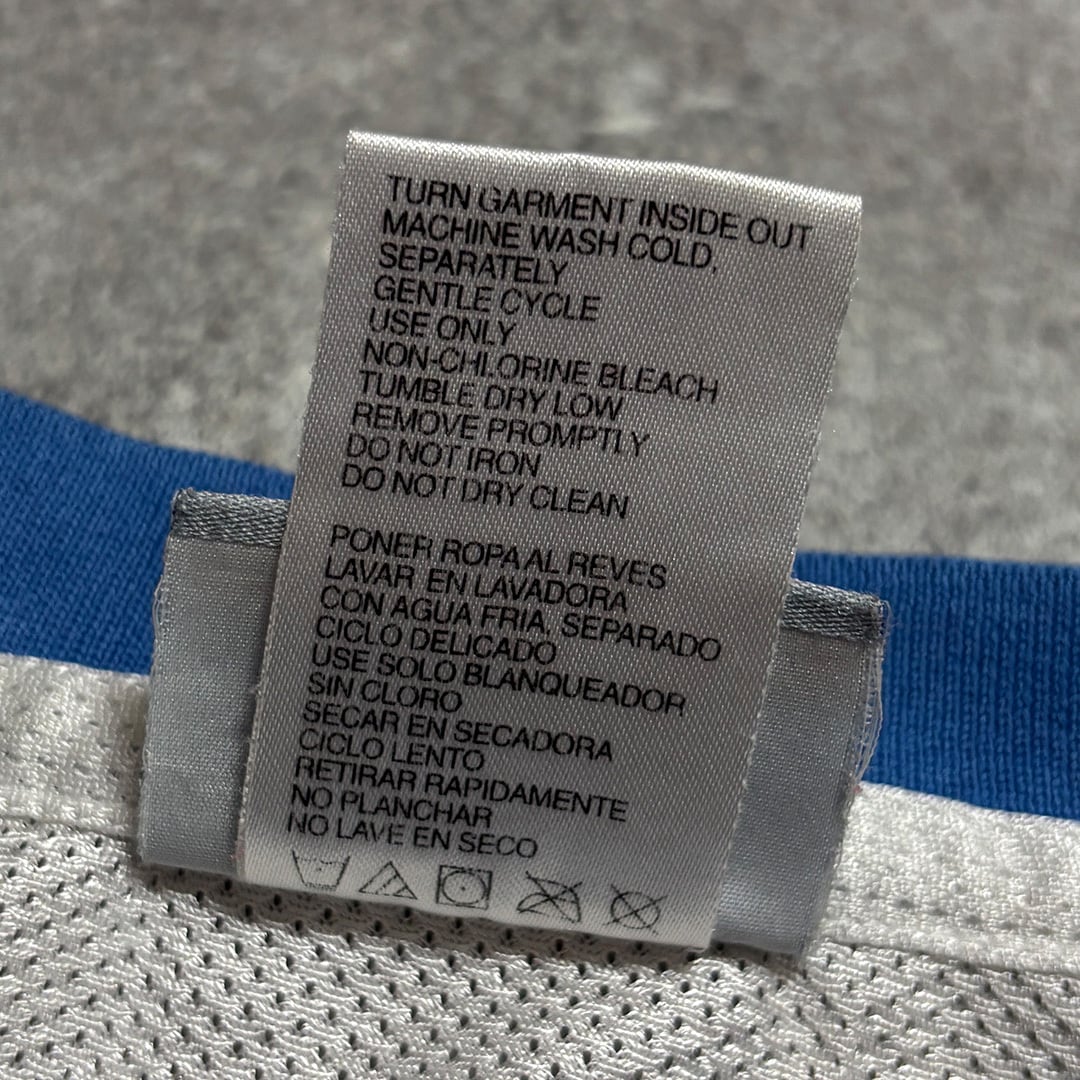 TURN GARMENT INSIDE OUT
MACHINE WASH COLD,
SEPARATELY
GENTLE CYCLE
USE ONLY
NON-CHLORINE BLEACH
TUMBLE DRY LOW
REMOVE PROMPTLY
DO NOT IRON
DO NOT DRY CLEAN
PONER ROPA AL REVES
LAVAR EN LAVADORA
CON AGUA FRIA, SEPARADO
CICLO DELICADO
USE SOLO BLANQUEADOR
SIN CLORO
SECAR EN SECADORA
CICLO LENTO
RETIRAR RAPIDAMENTE
NO PLANCHAR
NO LAVE EN SECO